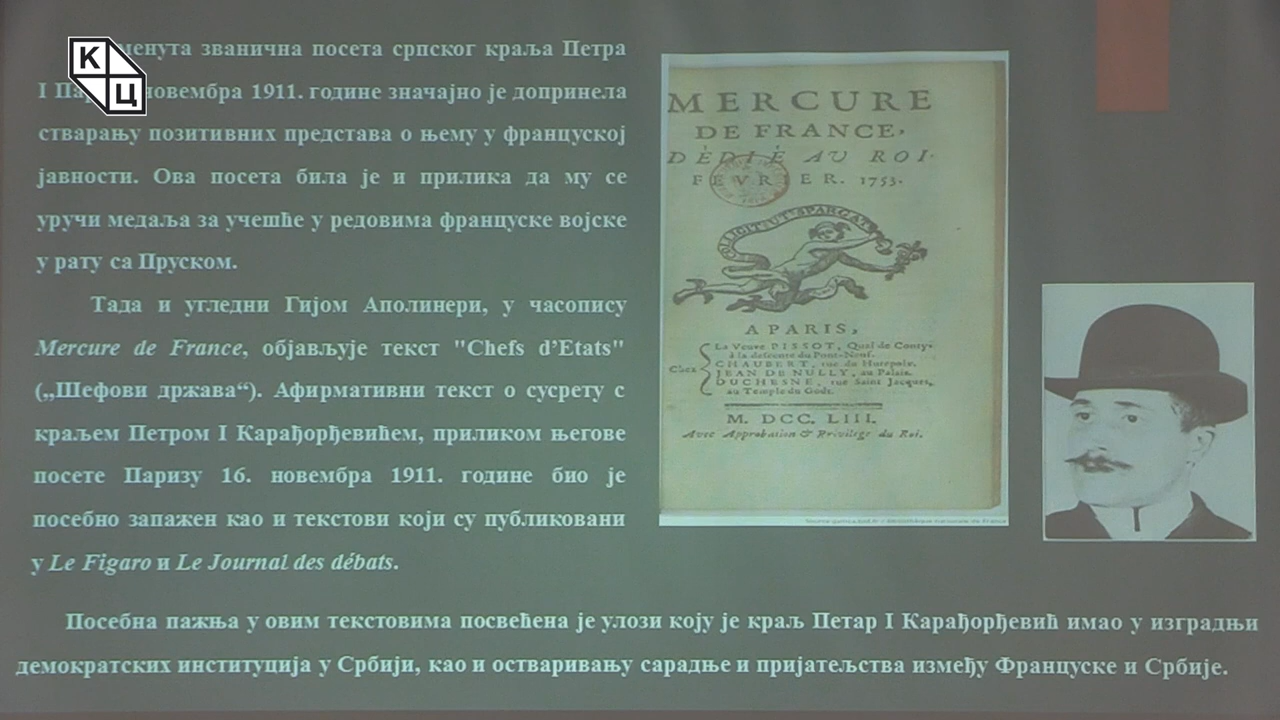 КЦ
менута званична посета српског краља Петра
I новембра 1911. године значајно је допринела
стварању позитивних представа о њему у француској
јавности. Ова посета била је и прилика да му се
уручи медаља за учешће у редовима француске војске
у рату са Пруском.
Тада и угледни Гијом Аполинери, у часопису
Mercure de France, објављује текст "Chefs d’Etats"
(„Шефови држава“). Афирмативни текст о сусрету с
краљем Петром I Карађорђевићем, приликом његове
посете Паризу 16. новембра 1911. године био је
посебно запажен као и текстови који су публиковани
у Le Figaro и Le Journal des débats.
MERCURE
DE FRANCE,
DÉDIÉ AU ROI.
FEVRIER. 1753.
COLLIGIT UT SPARGAT
A PARIS,
Chez
La Veuve PISSOT, Quai de Conty,
à la descente du Pont-Neuf.
CHAUBERT, rue du Hurepoix.
JEAN DE NULLY, au Palais.
DUCHESNE, rue Saint Jacques,
au Temple du Goût.
M. DCC. LIII.
Avec Approbation & Privilege du Roi.
Посебна пажња у овим текстовима посвећена је улози коју је краљ Петар I Карађорђевић имао у изградњи
демократских институција у Србији, као и остваривању сарадње и пријатељства између Француске и Србије.